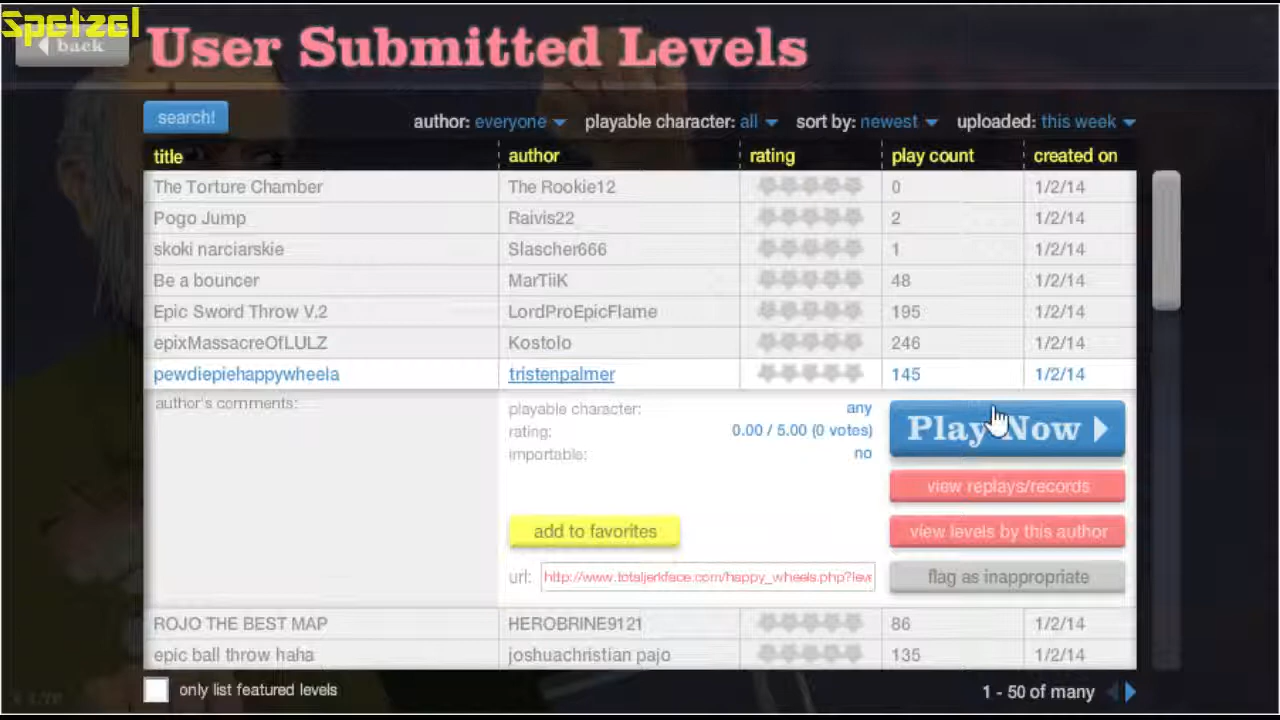 Spetzel
back
User Submitted Levels
search!
author: everyone playable character: all sort by: newest uploaded: this week
title author rating play count created on
The Torture Chamber The Rookie12 0 1/2/14
Pogo Jump Raivis22 2 1/2/14
skoki narciarskie Slascher666 1 1/2/14
Be a bouncer MarTiiK 48 1/2/14
Epic Sword Throw V.2 LordProEpicFlame 195 1/2/14
epixMassacreOfLULZ Kostolo 246 1/2/14
pewdiepiehappywheela tristenpalmer 145 1/2/14
author's comments:
playable character: any
rating: 0.00 / 5.00 (0 votes)
importable: no
Play Now
view replays/records
add to favorites
view levels by this author
url: http://www.totaljerkface.com/happy_wheels.php?lev
flag as inappropriate
ROJO THE BEST MAP HEROBRINE9121 86 1/2/14
epic ball throw haha joshuachristian pajo 135 1/2/14
only list featured levels
1 - 50 of many